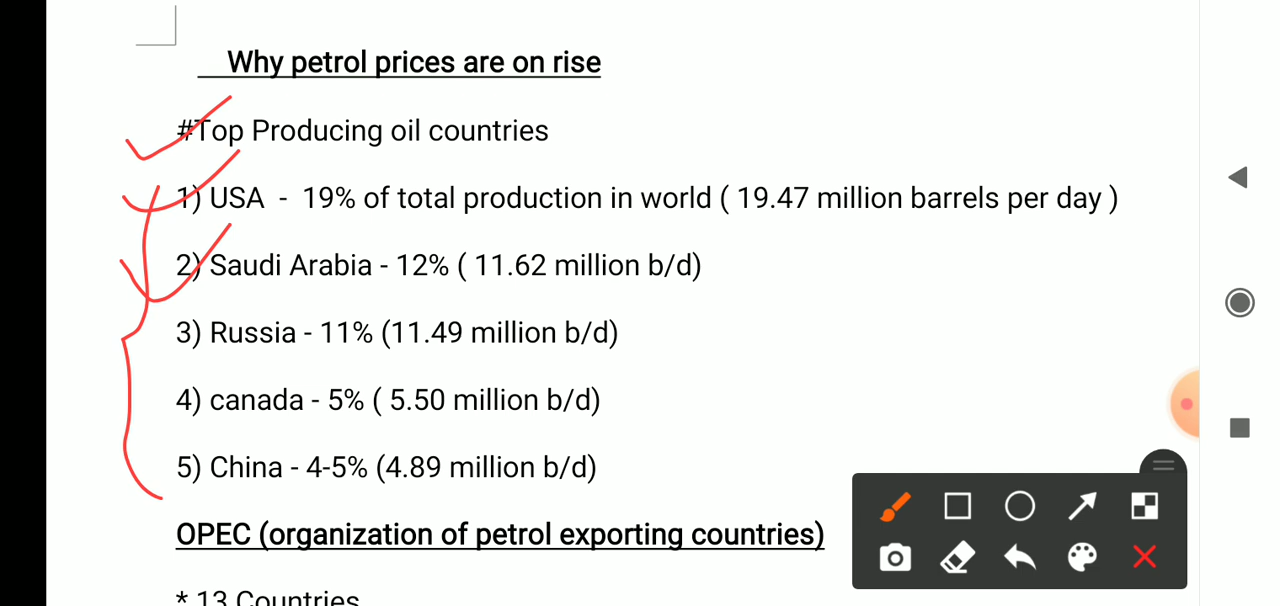 Why petrol prices are on rise
#Top Producing oil countries
1) USA - 19% of total production in world ( 19.47 million barrels per day )
2) Saudi Arabia - 12% ( 11.62 million b/d)
3) Russia - 11% (11.49 million b/d)
4) canada - 5% ( 5.50 million b/d)
5) China - 4-5% (4.89 million b/d)
OPEC (organization of petrol exporting countries)
* 13 Countries